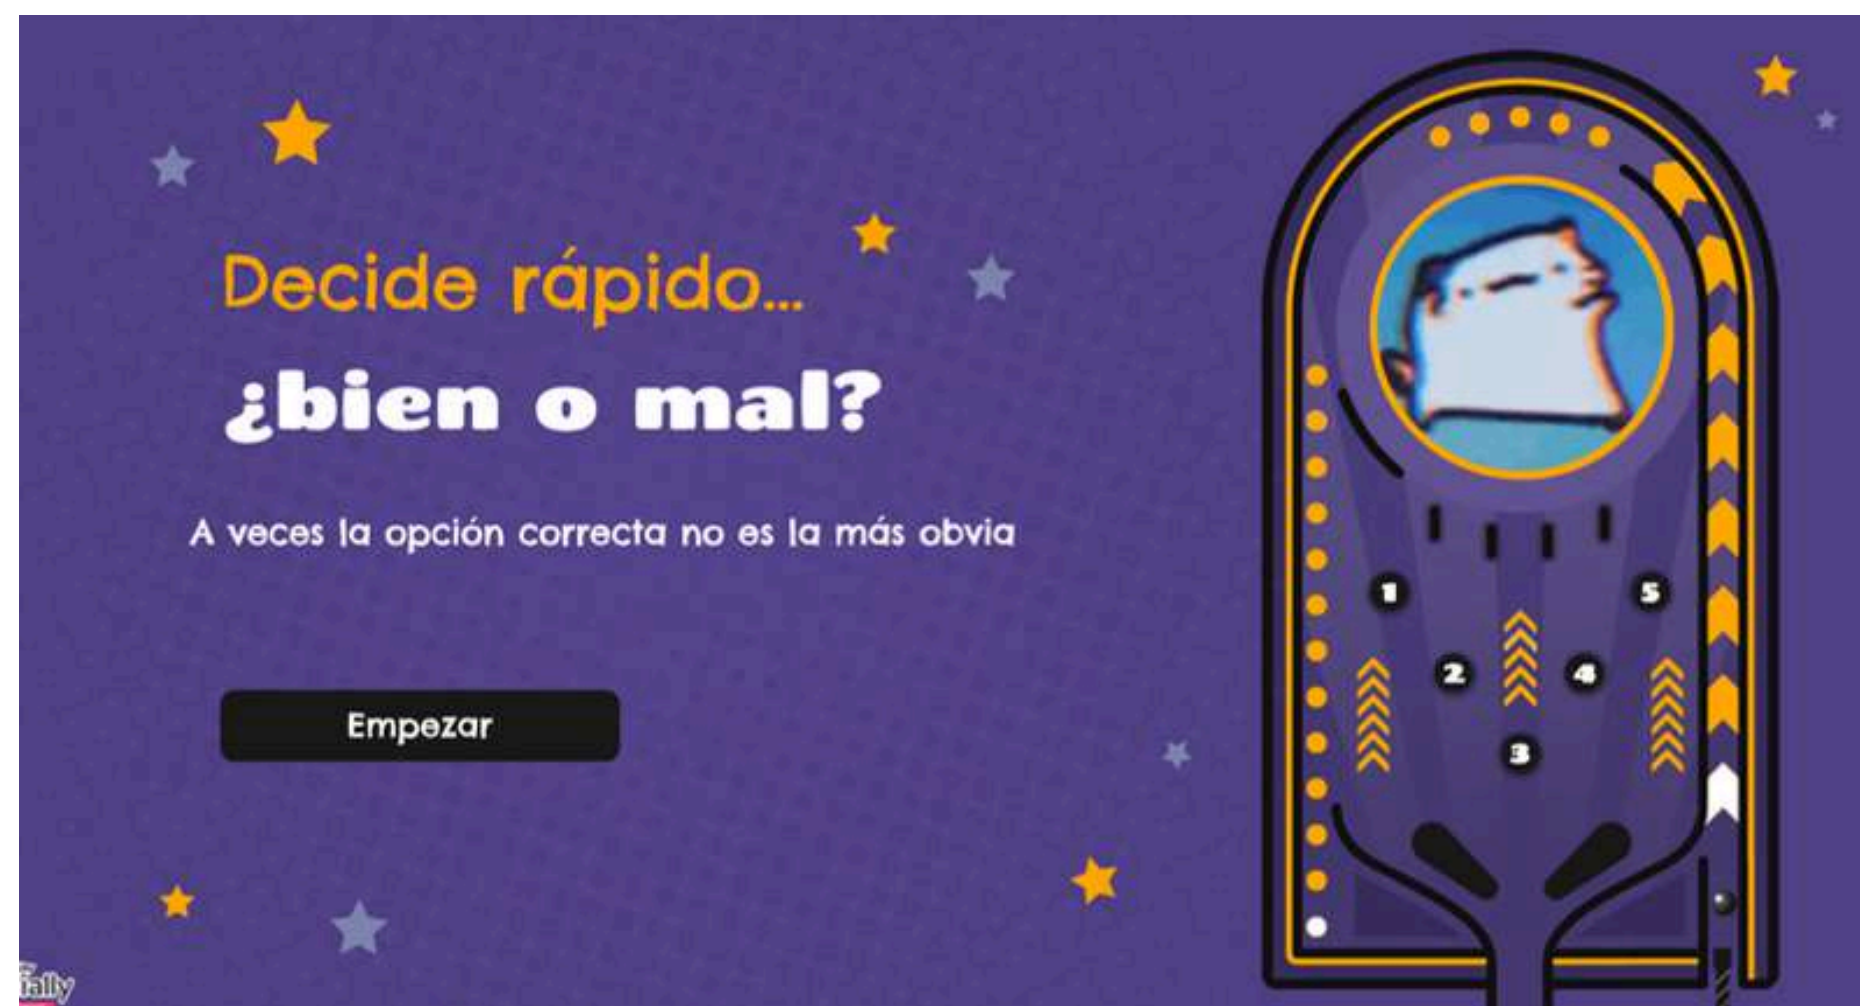 Decide rápido...
¿bien o mal?
A veces la opción correcta no es la más obvia
Empezar
1
5
2
4
3
ially